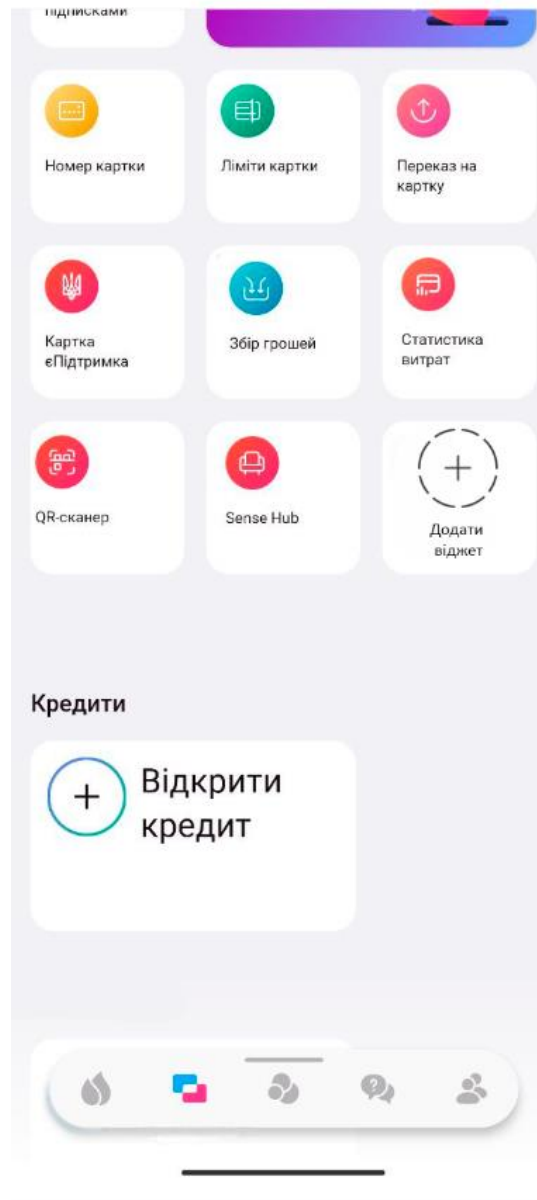 підписками
Номер картки
Ліміти картки
Переказ на
картку
Картка
єПідтримка
Збір грошей
Статистика
витрат
QR-сканер
Sense Hub
Додати
віджет
Кредити
Відкрити
кредит